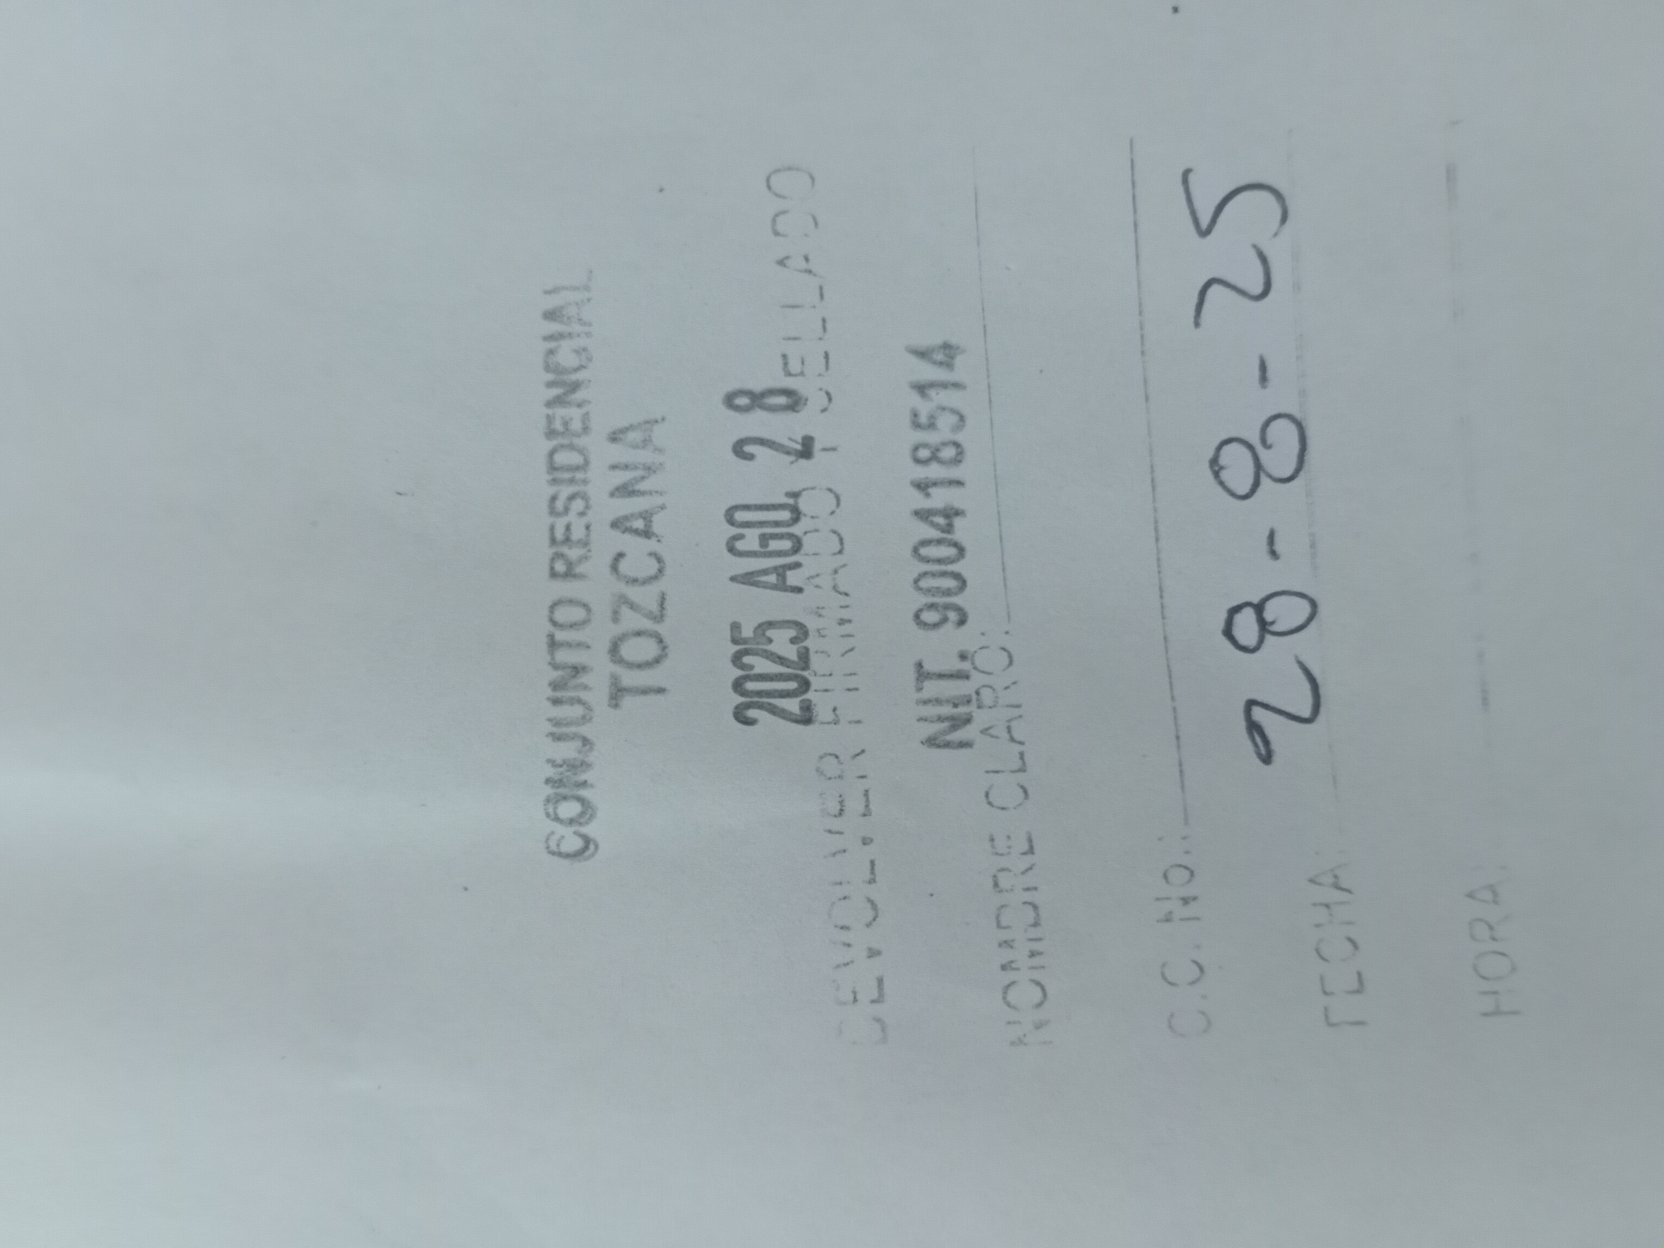 CONJUNTO RESIDENCIAL
TOZCANA
2025 AGO. 28
DEVOLVER FIRMADO Y SELLADO
NIT. 900418514
NOMBRE CLARO:
C.C. No.:
28-8-25
FECHA:
HORA: